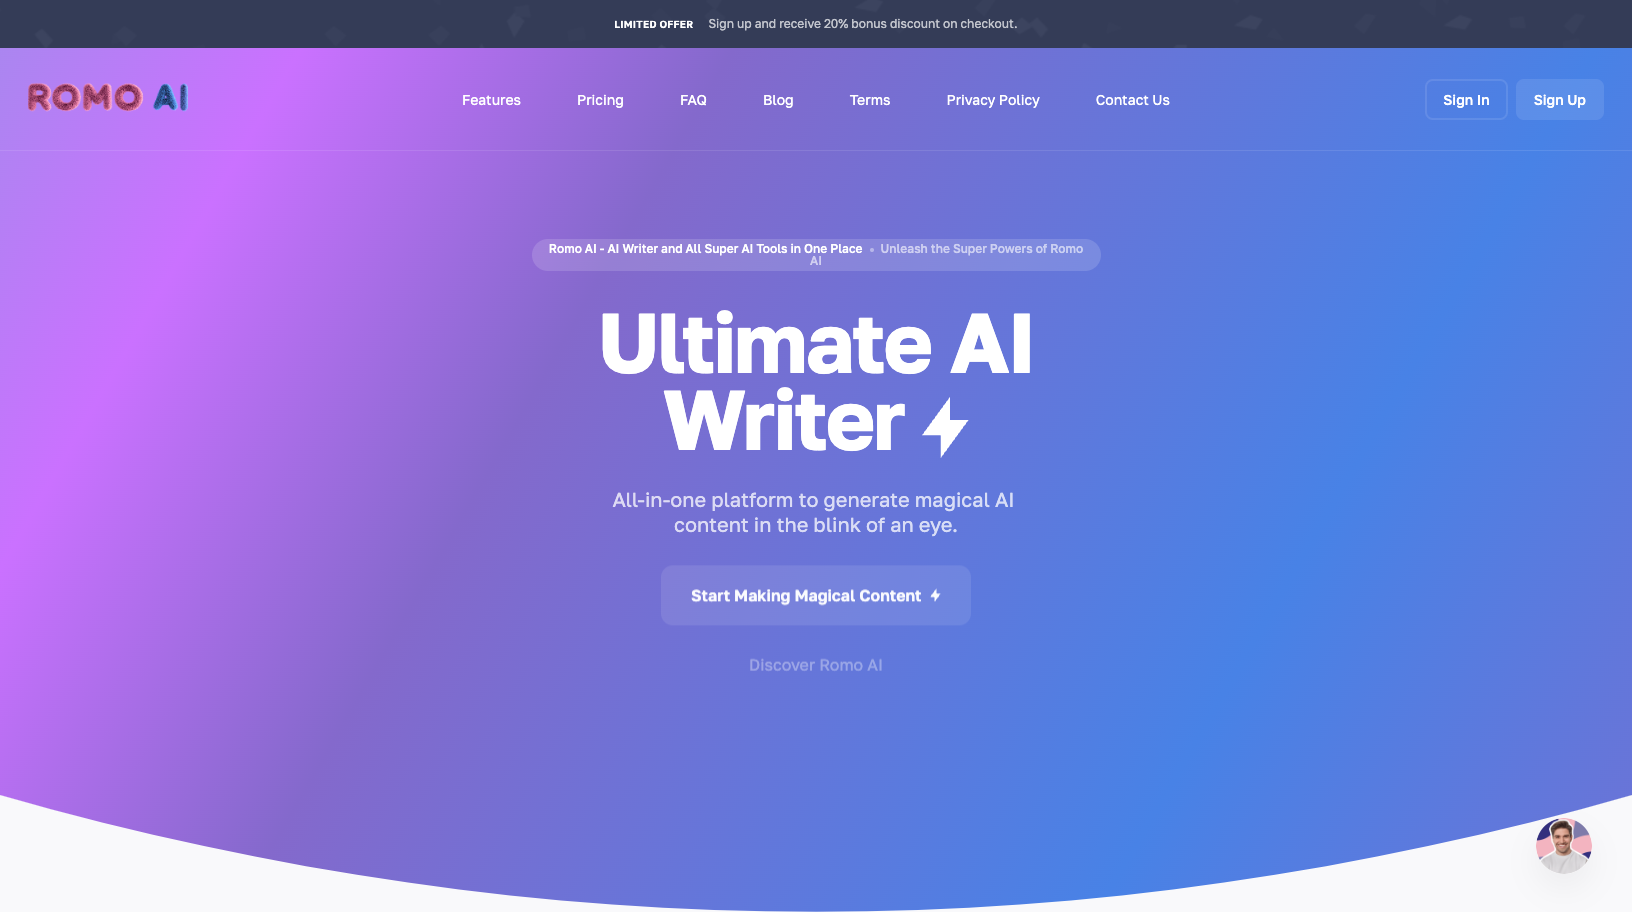 LIMITED OFFER Sign up and receive 20% bonus discount on checkout.
ROMO AI
Features Pricing FAQ Blog Terms Privacy Policy Contact Us Sign In Sign Up
Romo AI - AI Writer and All Super AI Tools in One Place • Unleash the Super Powers of Romo
AI
Ultimate AI
Writer
All-in-one platform to generate magical AI
content in the blink of an eye.
Start Making Magical Content
Discover Romo AI